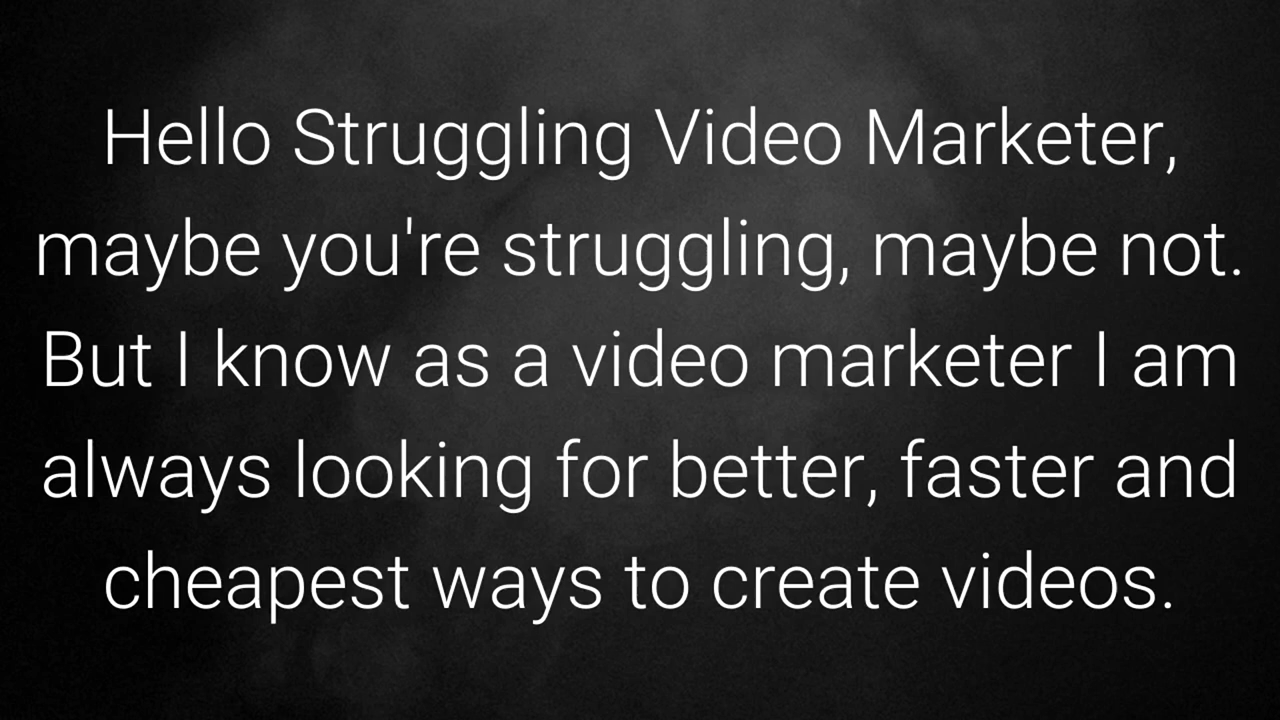 Hello Struggling Video Marketer,
maybe you're struggling, maybe not.
But I know as a video marketer I am
always looking for better, faster and
cheapest ways to create videos.